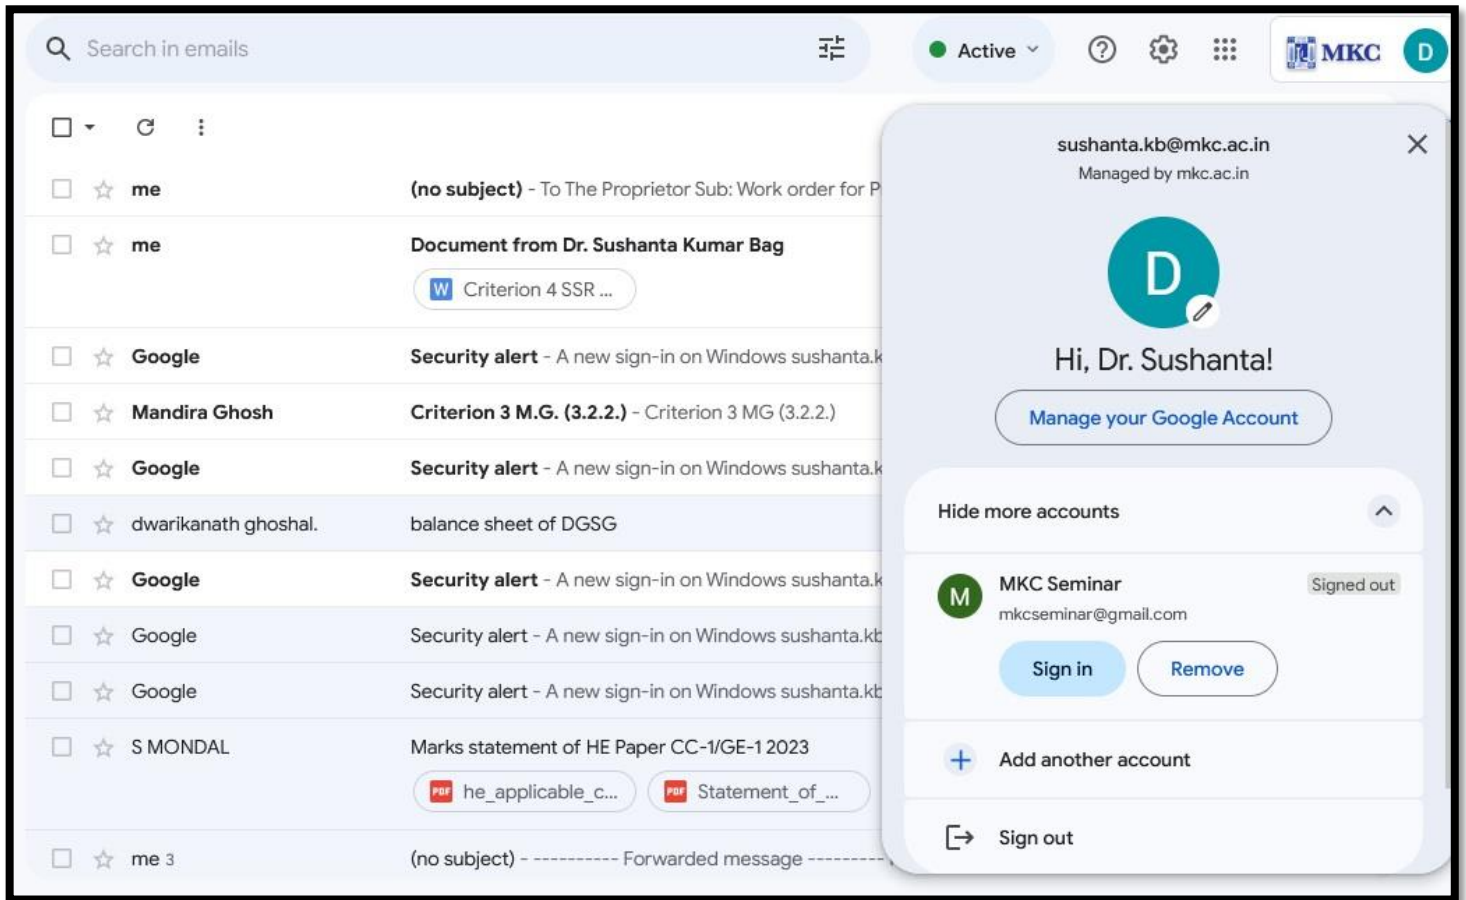 Search in emails
Active
MKC
D
me
(no subject) - To The Proprietor Sub: Work order for P
me
Document from Dr. Sushanta Kumar Bag
W Criterion 4 SSR ...
Google
Security alert - A new sign-in on Windows sushanta.k
Mandira Ghosh
Criterion 3 M.G. (3.2.2.) - Criterion 3 MG (3.2.2.)
Google
Security alert - A new sign-in on Windows sushanta.k
dwarikanath ghoshal.
balance sheet of DGSG
Google
Security alert - A new sign-in on Windows sushanta.k
Google
Security alert - A new sign-in on Windows sushanta.kb
Google
Security alert - A new sign-in on Windows sushanta.kb
S MONDAL
Marks statement of HE Paper CC-1/GE-1 2023
PDF he_applicable_c...
PDF Statement_of_...
me 3
(no subject) - ---------- Forwarded message ---------
sushanta.kb@mkc.ac.in
Managed by mkc.ac.in
D
Hi, Dr. Sushanta!
Manage your Google Account
Hide more accounts
M
MKC Seminar
Signed out
mkcseminar@gmail.com
Sign in
Remove
Add another account
Sign out